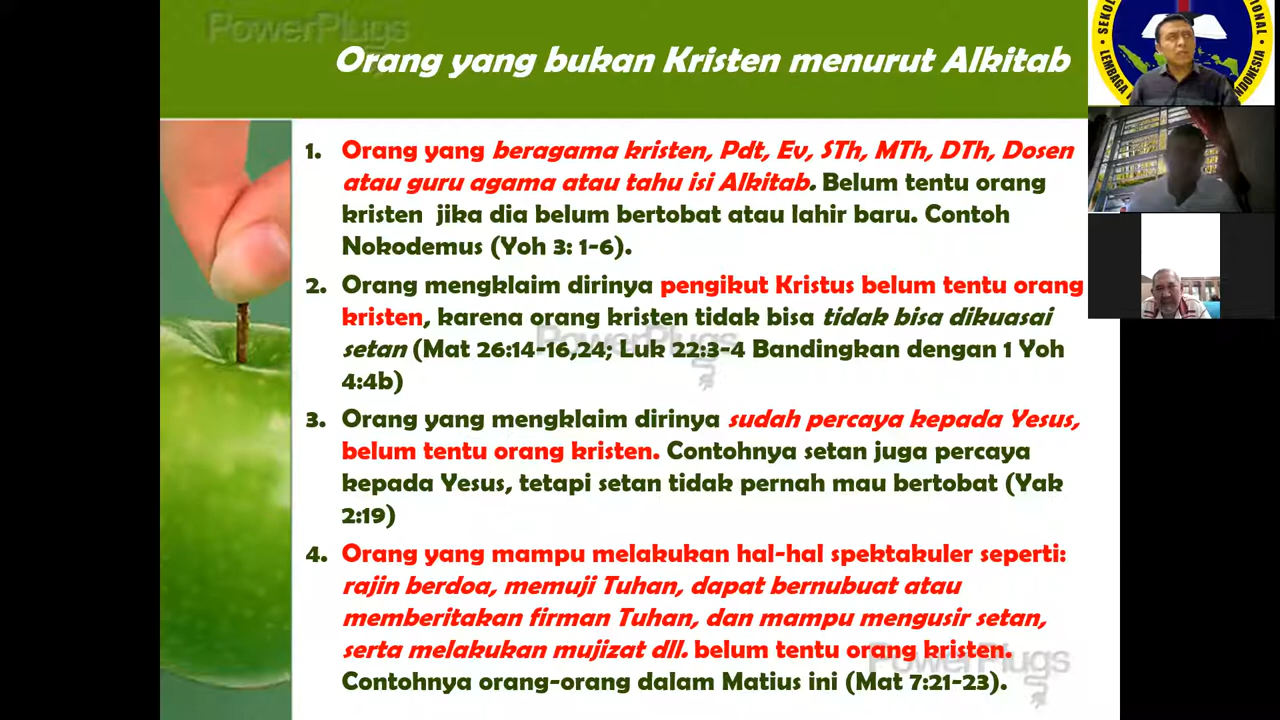 PowerPlugs
Orang yang bukan Kristen menurut Alkitab
1. Orang yang beragama kristen, Pdt, Ev, STh, MTh, DTh, Dosen
atau guru agama atau tahu isi Alkitab. Belum tentu orang
kristen jika dia belum bertobat atau lahir baru. Contoh
Nokodemus (Yoh 3: 1-6).
2. Orang mengklaim dirinya pengikut Kristus belum tentu orang
kristen, karena orang kristen tidak bisa tidak bisa dikuasai
setan (Mat 26:14-16,24; Luk 22:3-4 Bandingkan dengan 1 Yoh
4:4b)
PowerPlugs
3. Orang yang mengklaim dirinya sudah percaya kepada Yesus,
belum tentu orang kristen. Contohnya setan juga percaya
kepada Yesus, tetapi setan tidak pernah mau bertobat (Yak
2:19)
4. Orang yang mampu melakukan hal-hal spektakuler seperti:
rajin berdoa, memuji Tuhan, dapat bernubuat atau
memberitakan firman Tuhan, dan mampu mengusir setan,
serta melakukan mujizat dll. belum tentu orang kristen.
Contohnya orang-orang dalam Matius ini (Mat 7:21-23).
PowerPlugs
SEKOL
IONAL
LEMBAGA
INDONESIA